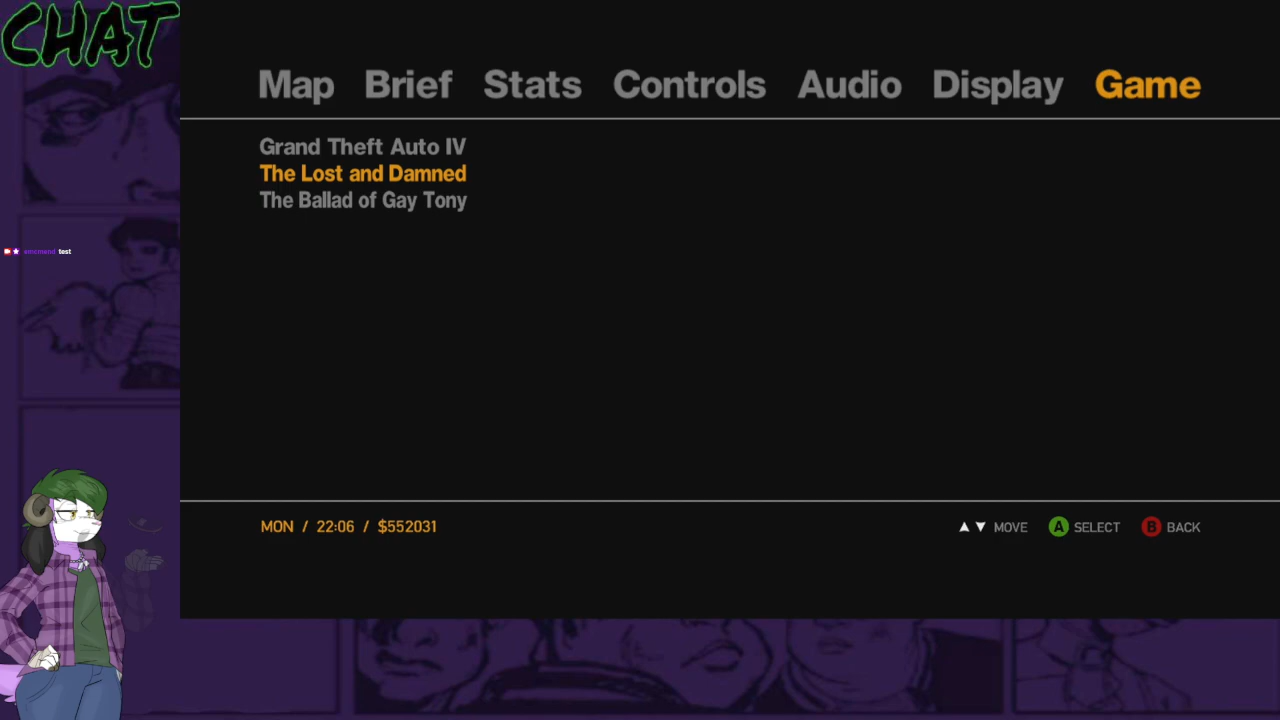 CHAT
Map Brief Stats Controls Audio Display Game
Grand Theft Auto IV
The Lost and Damned
The Ballad of Gay Tony
test
MON / 22:06 / $552031
▲ ▼ MOVE A SELECT B BACK